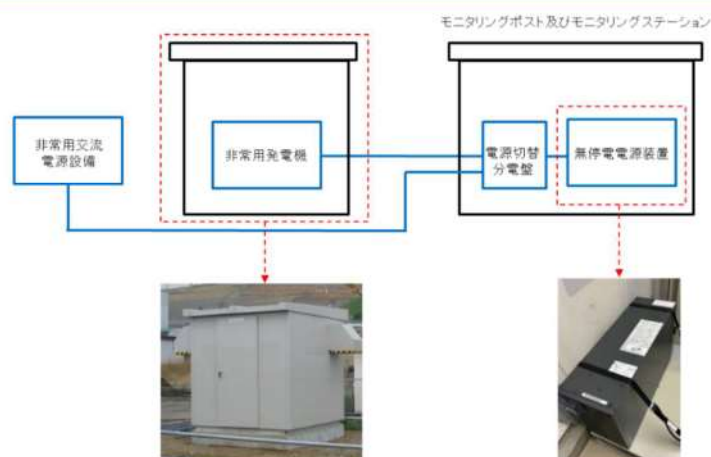 モニタリングポスト及びモニタリングステーション
非常用交流
電源設備
非常用発電機
電源切替
分電盤
無停電電源装置